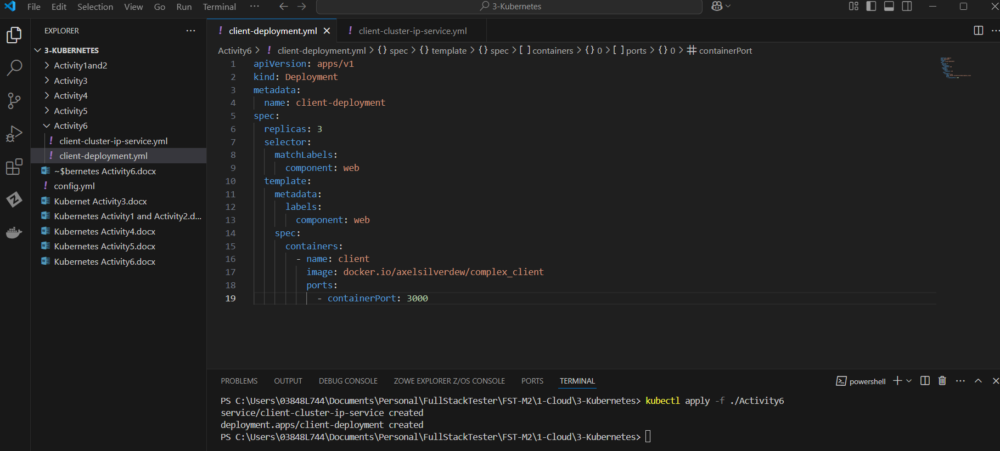 File Edit Selection View Go Run Terminal ··· 3-Kubernetes
EXPLORER ···
3-KUBERNETES
Activity1and2
Activity3
Activity4
Activity5
Activity6
client-cluster-ip-service.yml
client-deployment.yml
~$bernetes Activity6.docx
config.yml
Kubernet Activity3.docx
Kubernetes Activity1 and Activity2.d...
Kubernetes Activity4.docx
Kubernetes Activity5.docx
Kubernetes Activity6.docx
! client-deployment.yml ! client-cluster-ip-service.yml
Activity6 > ! client-deployment.yml > {} spec > {} template > {} spec > [ ] containers > {} 0 > [ ] ports > {} 0 > # containerPort
1 apiVersion: apps/v1
2 kind: Deployment
3 metadata:
4 name: client-deployment
5 spec:
6 replicas: 3
7 selector:
8 matchLabels:
9 component: web
10 template:
11 metadata:
12 labels:
13 component: web
14 spec:
15 containers:
16 - name: client
17 image: docker.io/axelsilverdew/complex_client
18 ports:
19 - containerPort: 3000
PROBLEMS OUTPUT DEBUG CONSOLE ZOWE EXPLORER Z/OS CONSOLE PORTS TERMINAL powershell
PS C:\Users\03848L744\Documents\Personal\FullStackTester\FST-M2\1-Cloud\3-Kubernetes> kubectl apply -f ./Activity6
service/client-cluster-ip-service created
deployment.apps/client-deployment created
PS C:\Users\03848L744\Documents\Personal\FullStackTester\FST-M2\1-Cloud\3-Kubernetes>